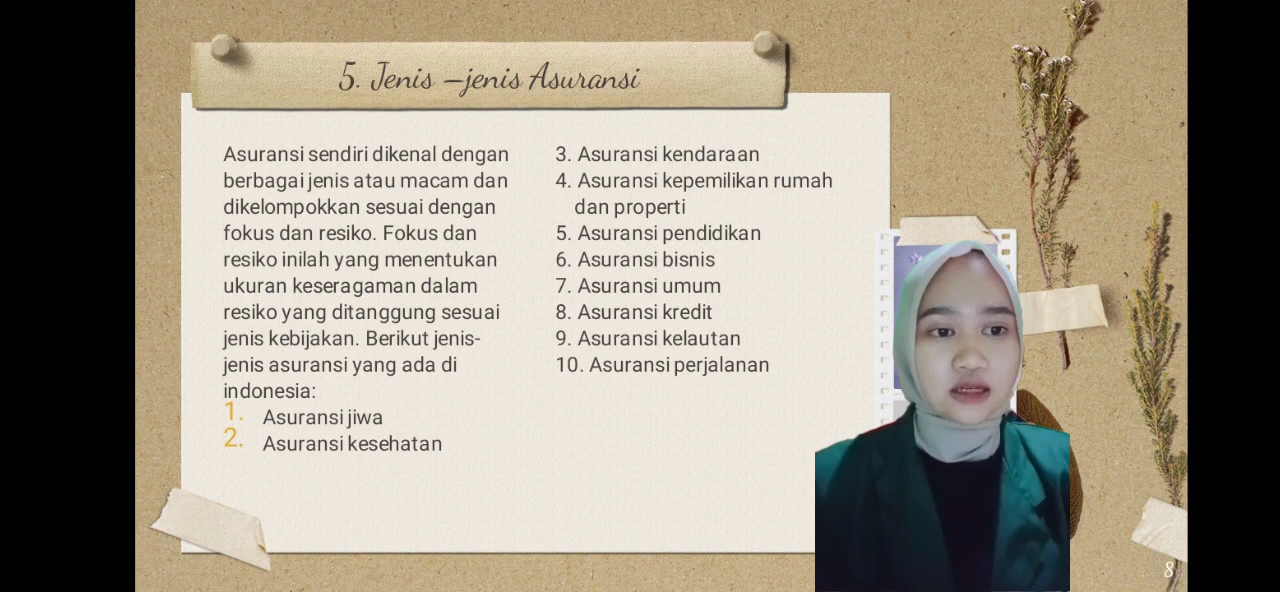 5. Jenis –jenis Asuransi
Asuransi sendiri dikenal dengan
berbagai jenis atau macam dan
dikelompokkan sesuai dengan
fokus dan resiko. Fokus dan
resiko inilah yang menentukan
ukuran keseragaman dalam
resiko yang ditanggung sesuai
jenis kebijakan. Berikut jenis-
jenis asuransi yang ada di
indonesia:
1. Asuransi jiwa
2. Asuransi kesehatan
3. Asuransi kendaraan
4. Asuransi kepemilikan rumah
dan properti
5. Asuransi pendidikan
6. Asuransi bisnis
7. Asuransi umum
8. Asuransi kredit
9. Asuransi kelautan
10. Asuransi perjalanan
8